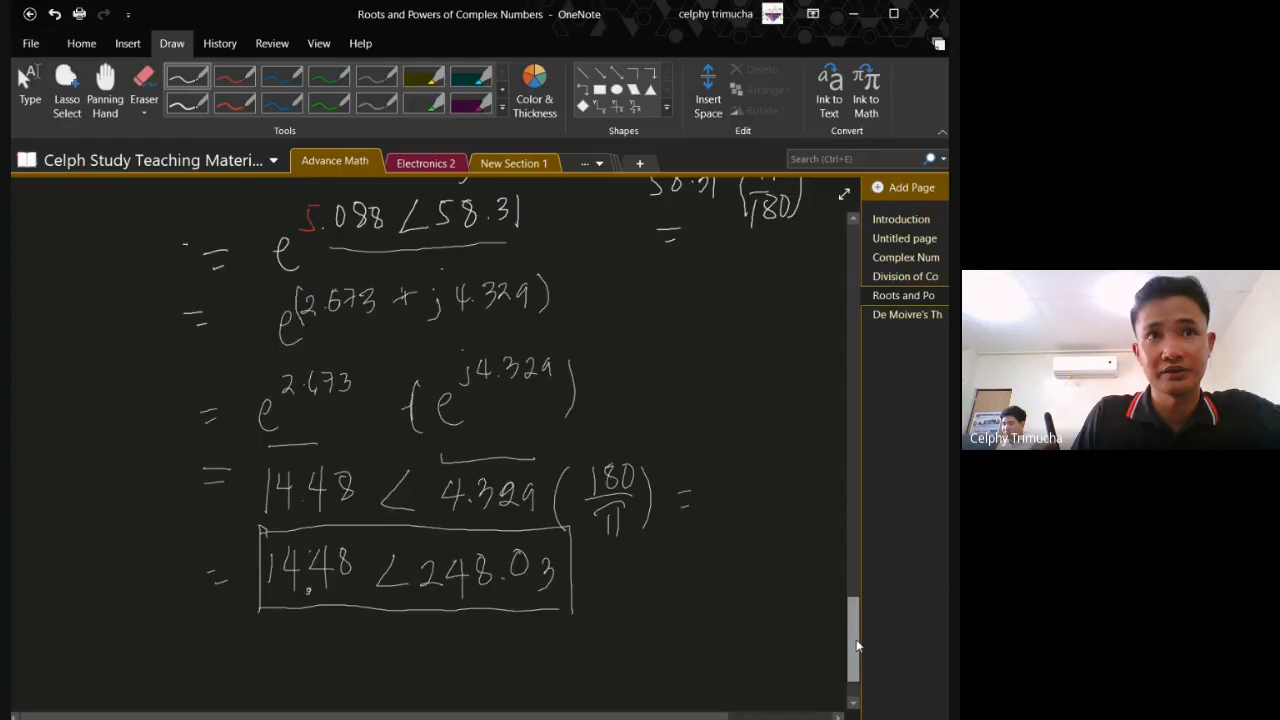 Roots and Powers of Complex Numbers - OneNote
celphy trimucha
File Home Insert Draw History Review View Help
Type
Lasso Select
Panning Hand
Eraser
Color & Thickness
Insert Space
Delete
Arrange
Rotate
Ink to Text
Ink to Math
Tools
Shapes
Edit
Convert
Celph Study Teaching Materi...
Advance Math
Electronics 2
New Section 1
...
+
Search (Ctrl+E)
Add Page
Introduction
Untitled page
Complex Num
Division of Co
Roots and Po
De Moivre's Th
58.31 (π/180)
=
= e^5.088∠58.31
= e^(2.673 + j4.329)
= e^2.673 (e^j4.329)
= 14.48 ∠ 4.329 (180/π) =
= 14.48 ∠ 248.03
Celphy Trimucha